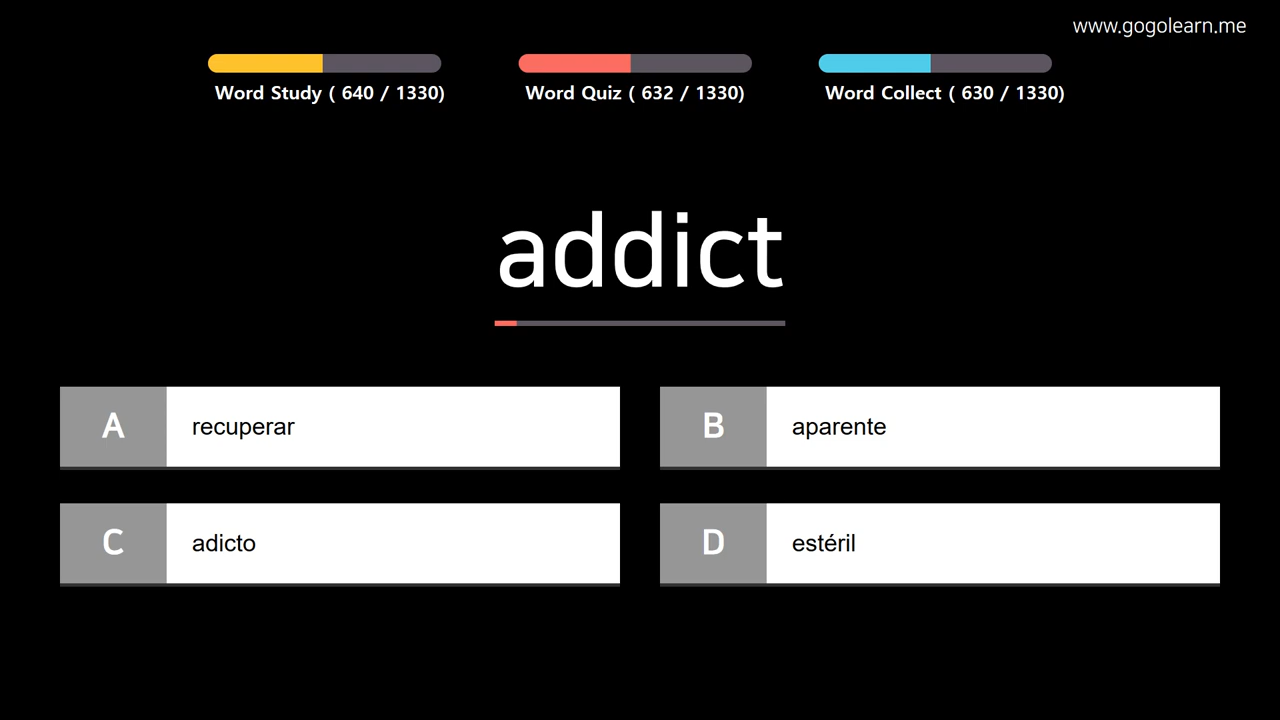 www.gogolearn.me
Word Study ( 640 / 1330)
Word Quiz ( 632 / 1330)
Word Collect ( 630 / 1330)
addict
A recuperar
B aparente
C adicto
D estéril